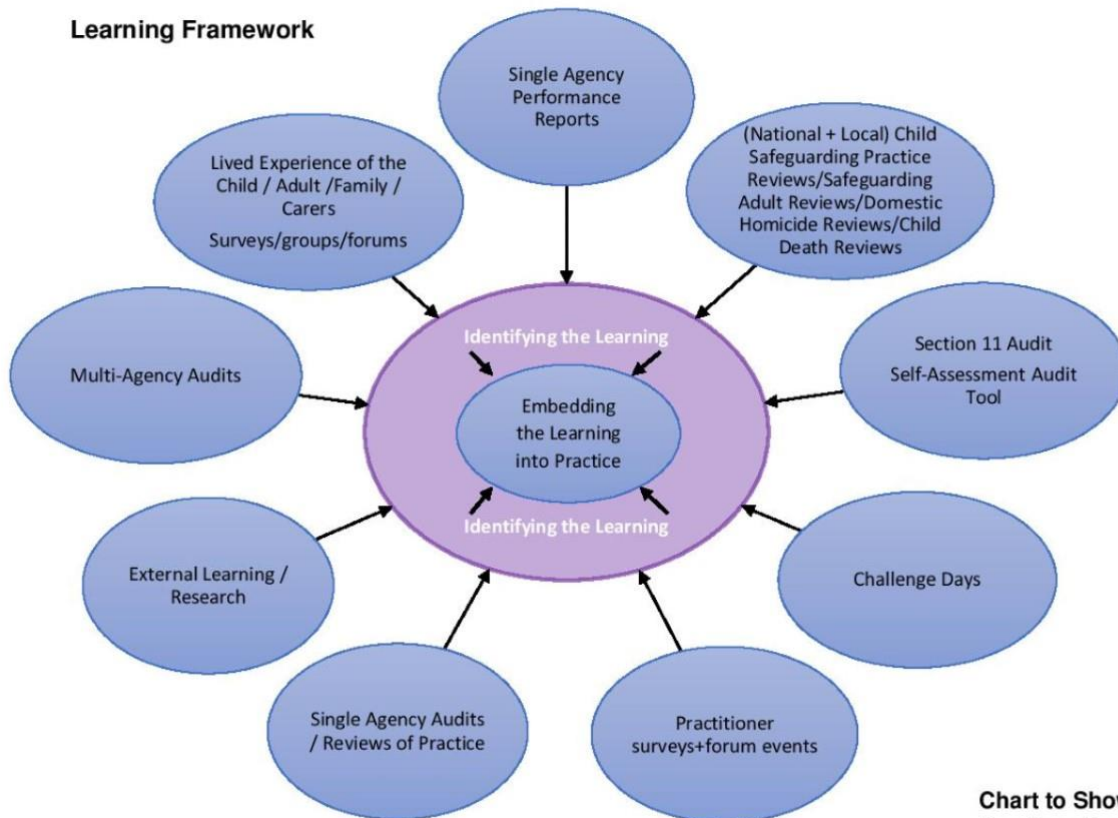 Learning Framework
Single Agency
Performance
Reports
(National + Local) Child
Safeguarding Practice
Reviews/Safeguarding
Adult Reviews/Domestic
Homicide Reviews/Child
Death Reviews
Lived Experience of the
Child / Adult /Family /
Carers
Surveys/groups/forums
Identifying the Learning
Section 11 Audit
Self-Assessment Audit
Tool
Multi-Agency Audits
Embedding
the Learning
into Practice
Identifying the Learning
External Learning /
Research
Challenge Days
Single Agency Audits
/ Reviews of Practice
Practitioner
surveys+forum events
Chart to Sho